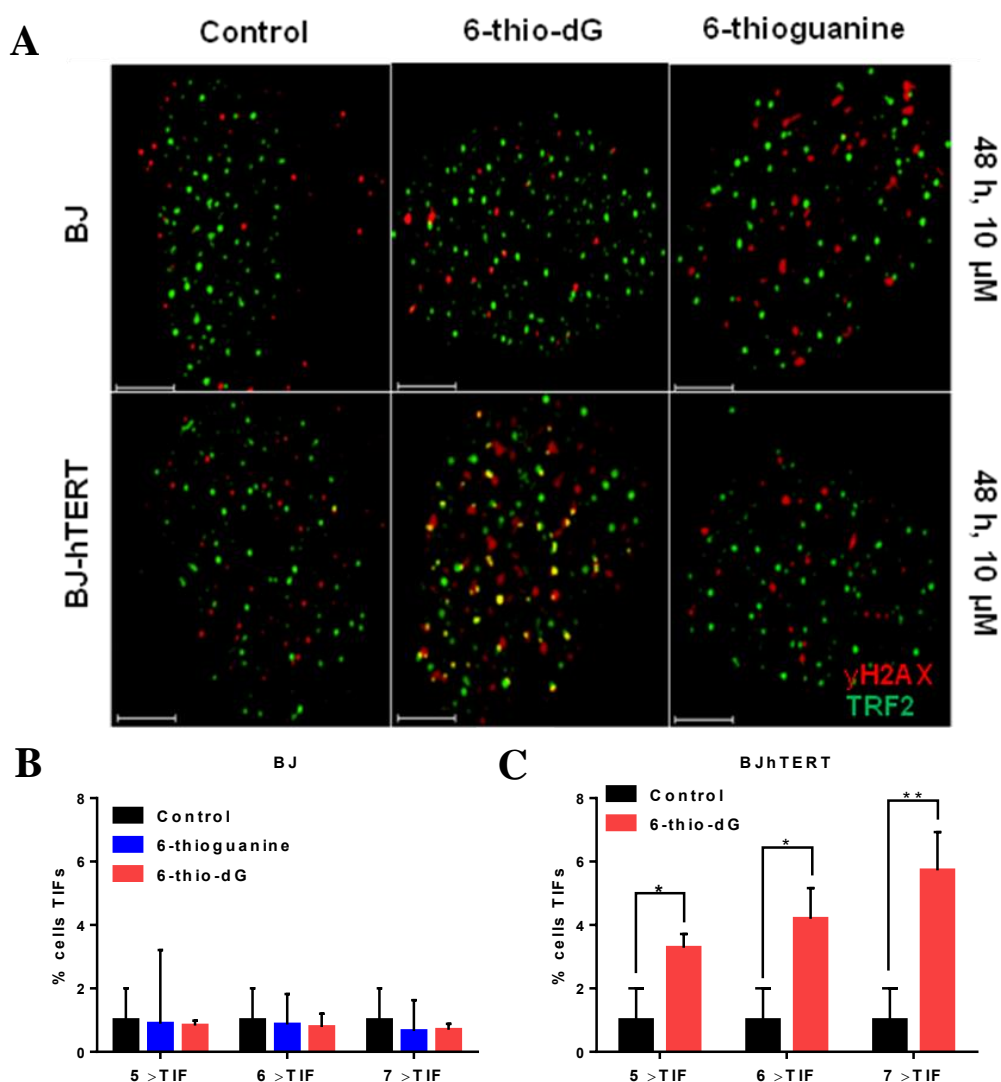 A
Control 6-thio-dG 6-thioguanine
BJ
48 h, 10 μM
BJ-hTERT
48 h, 10 μM
γH2AX
TRF2
B
BJ
Control
6-thioguanine
6-thio-dG
% cells TIFs
8
6
4
2
0
5 >TIF 6 >TIF 7 >TIF
C
BJhTERT
Control
6-thio-dG
% cells TIFs
8
6
4
2
0
*
*
**
5 >TIF 6 >TIF 7 >TIF